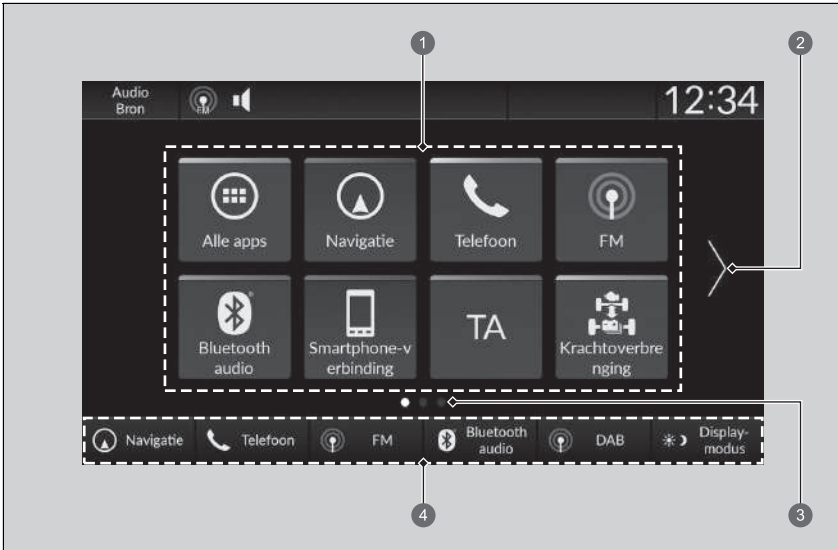 1
2
Audio
Bron
FM
12:34
Alle apps
Navigatie
Telefoon
FM
Bluetooth
audio
Smartphone-v
erbinding
TA
Krachtoverbre
nging
Navigatie
Telefoon
FM
Bluetooth
audio
DAB
Display-
modus
4
3